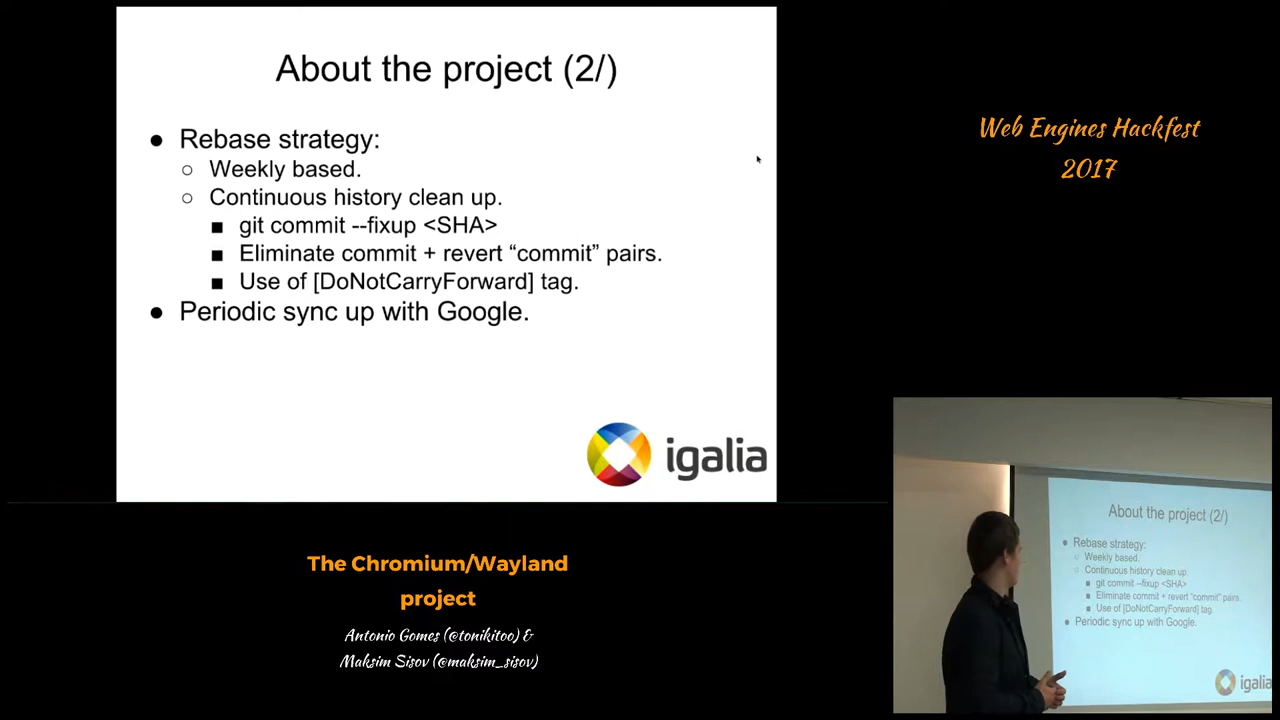 About the project (2/)
● Rebase strategy:
○ Weekly based.
○ Continuous history clean up.
■ git commit --fixup <SHA>
■ Eliminate commit + revert “commit” pairs.
■ Use of [DoNotCarryForward] tag.
● Periodic sync up with Google.
igalia
Web Engines Hackfest
2017
The Chromium/Wayland
project
Antonio Gomes (@tonikitoo) &
Maksim Sisov (@maksim_sisov)
About the project (2/)
● Rebase strategy:
○ Weekly based.
○ Continuous history clean up.
■ git commit --fixup <SHA>
■ Eliminate commit + revert “commit” pairs.
■ Use of [DoNotCarryForward] tag.
● Periodic sync up with Google.
igalia